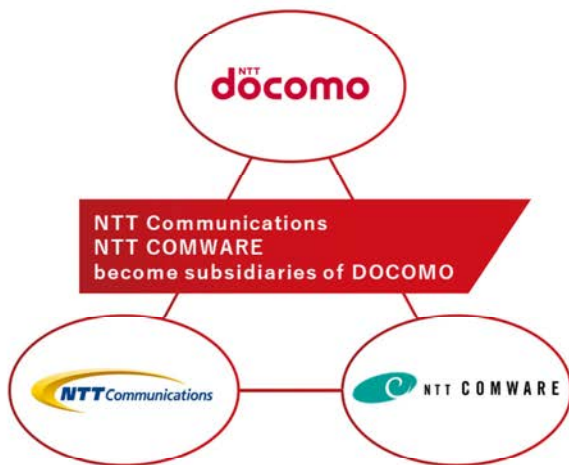 NTT
docomo
NTT Communications
NTT COMWARE
become subsidiaries of DOCOMO
NTT Communications
NTT COMWARE